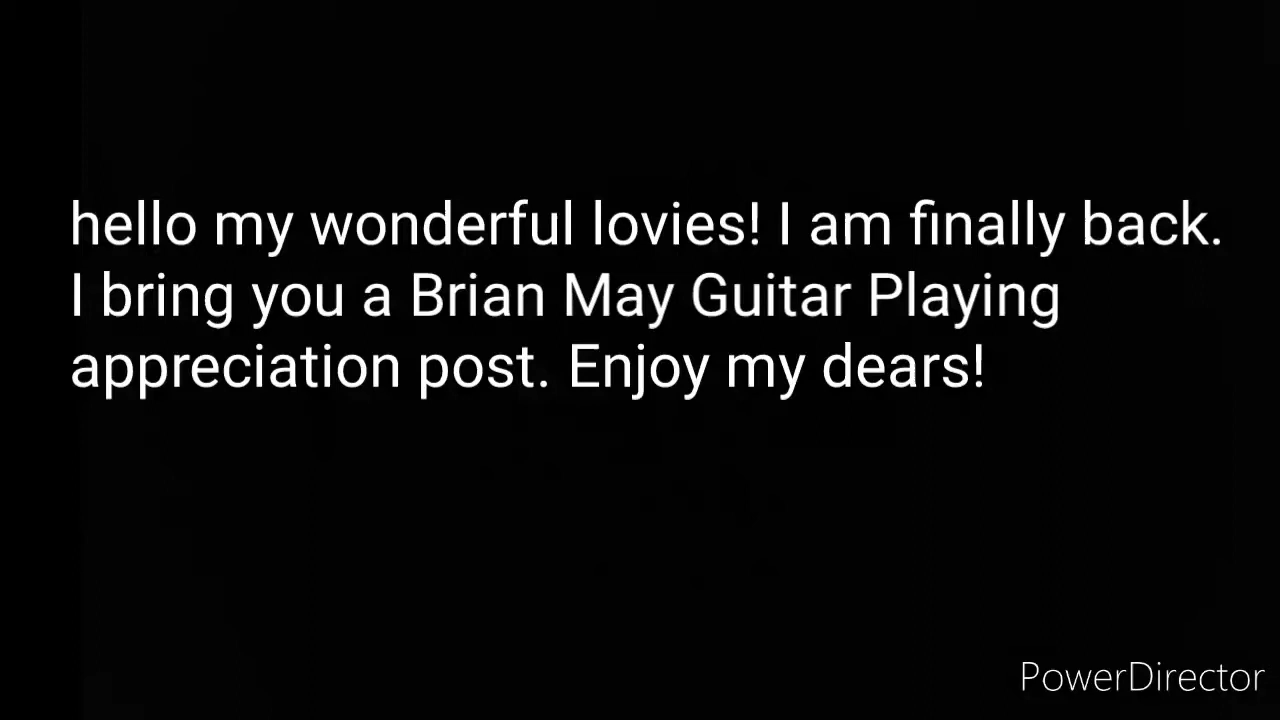 hello my wonderful lovies! I am finally back.
I bring you a Brian May Guitar Playing
appreciation post. Enjoy my dears!
PowerDirector